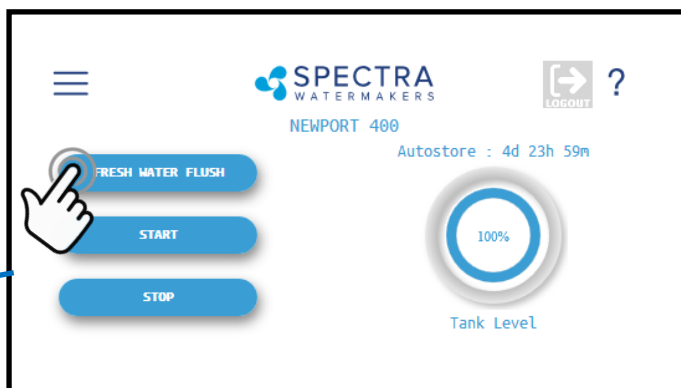 SPECTRA
WATERMAKERS
LOGOUT
?
NEWPORT 400
Autostore : 4d 23h 59m
FRESH WATER FLUSH
START
100%
STOP
Tank Level